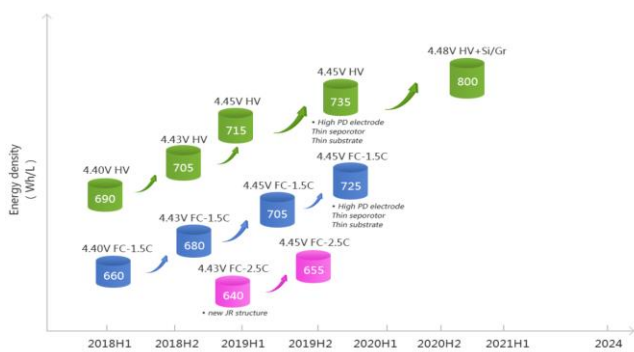 Energy density
( Wh/L )
4.48V HV+Si/Gr
800
4.45V HV
735
• High PD electrode
Thin seporotor
Thin substrate
4.45V HV
715
4.43V HV
705
4.40V HV
690
4.45V FC-1.5C
725
• High PD electrode
Thin seporotor
Thin substrate
4.45V FC-1.5C
705
4.43V FC-1.5C
680
4.40V FC-1.5C
660
4.45V FC-2.5C
655
4.43V FC-2.5C
640
• new JR structure
2018H1 2018H2 2019H1 2019H2 2020H1 2020H2 2021H1 2024